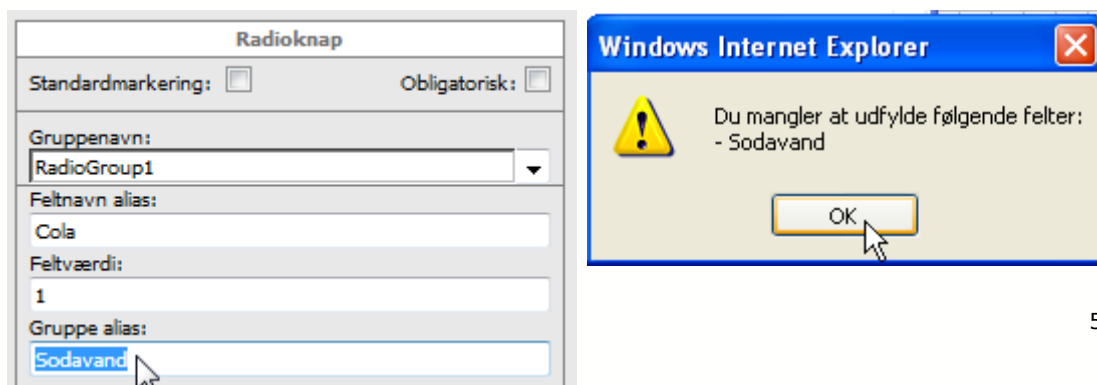 Radioknap
Standardmarkering: Obligatorisk:
Gruppenavn:
RadioGroup1
Feltnavn alias:
Cola
Feltværdi:
1
Gruppe alias:
Sodavand
Windows Internet Explorer
Du mangler at udfylde følgende felter:
- Sodavand
OK
5